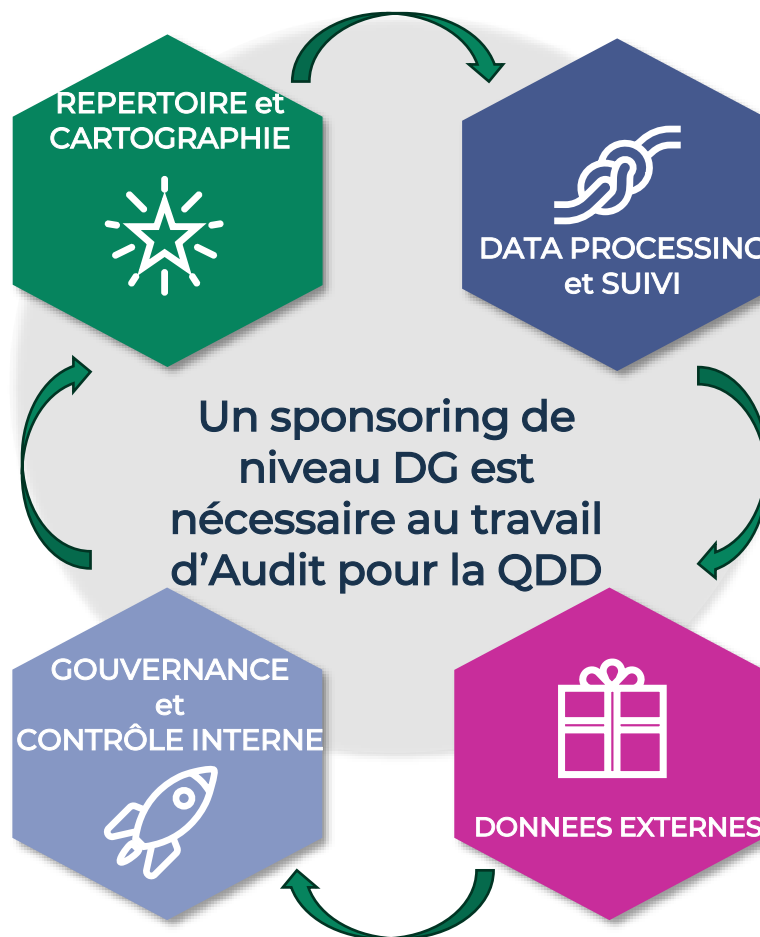 REPERTOIRE et
CARTOGRAPHIE
DATA PROCESSING
et SUIVI
Un sponsoring de
niveau DG est
nécessaire au travail
d’Audit pour la QDD
GOUVERNANCE
et
CONTRÔLE INTERNE
DONNEES EXTERNES